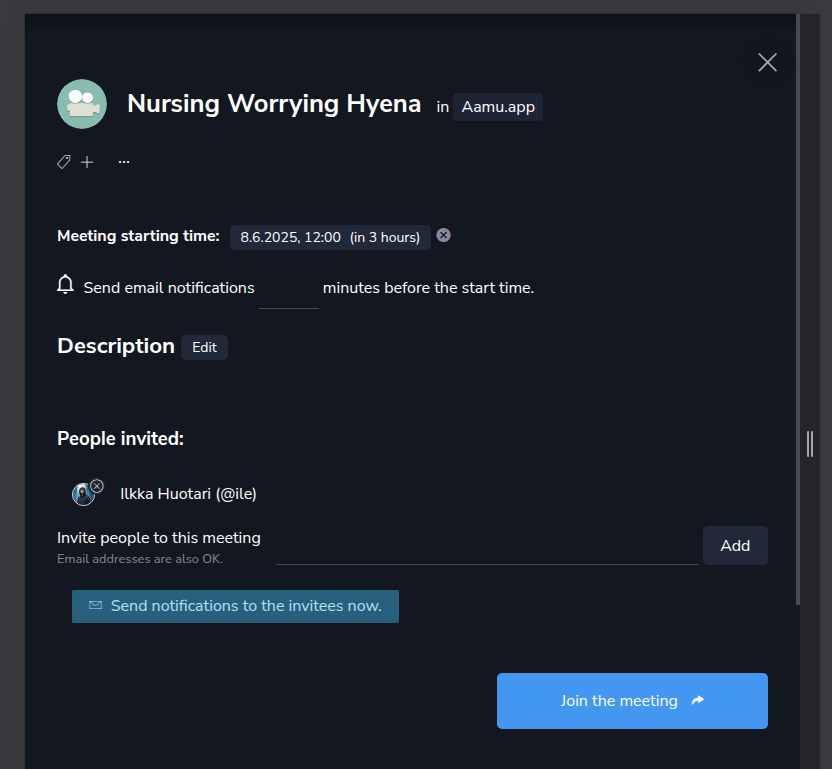 Nursing Worrying Hyena in Aamu.app
Meeting starting time: 8.6.2025, 12:00 (in 3 hours)
Send email notifications minutes before the start time.
Description Edit
People invited:
Ilkka Huotari (@ile)
Invite people to this meeting
Email addresses are also OK.
Add
Send notifications to the invitees now.
Join the meeting